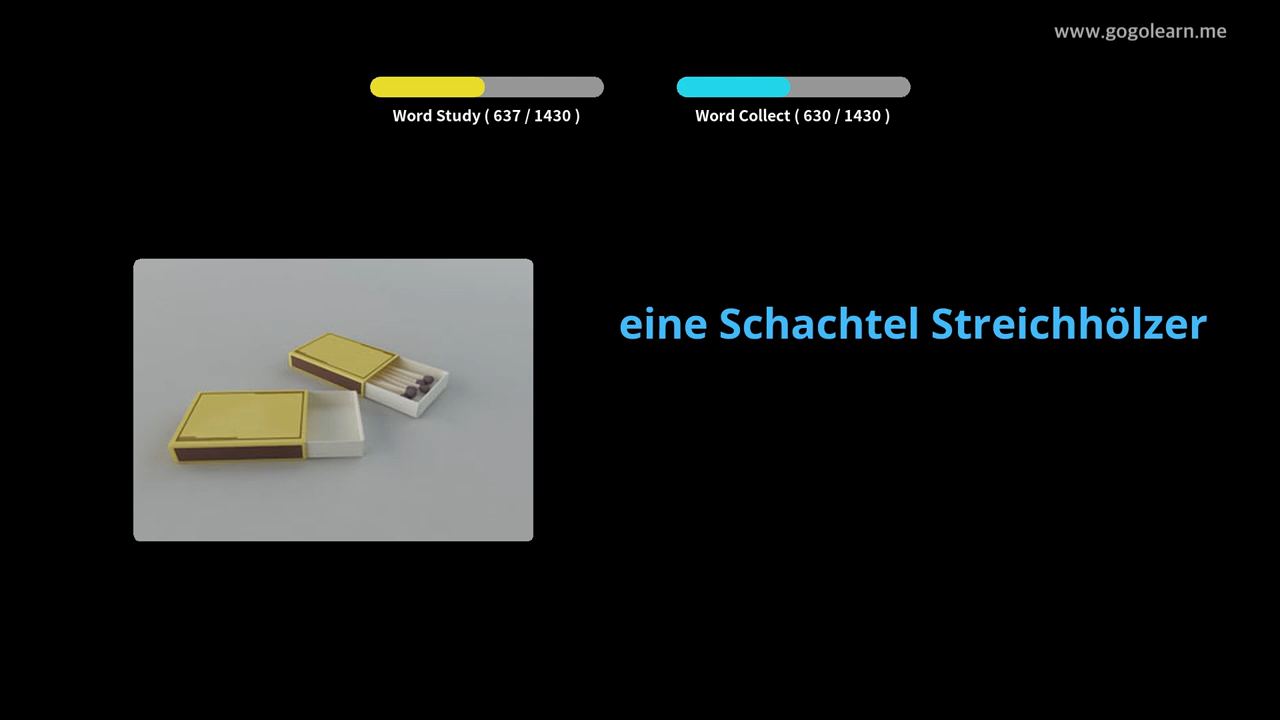 www.gogolearn.me
Word Study ( 637 / 1430 )
Word Collect ( 630 / 1430 )
eine Schachtel Streichhölzer